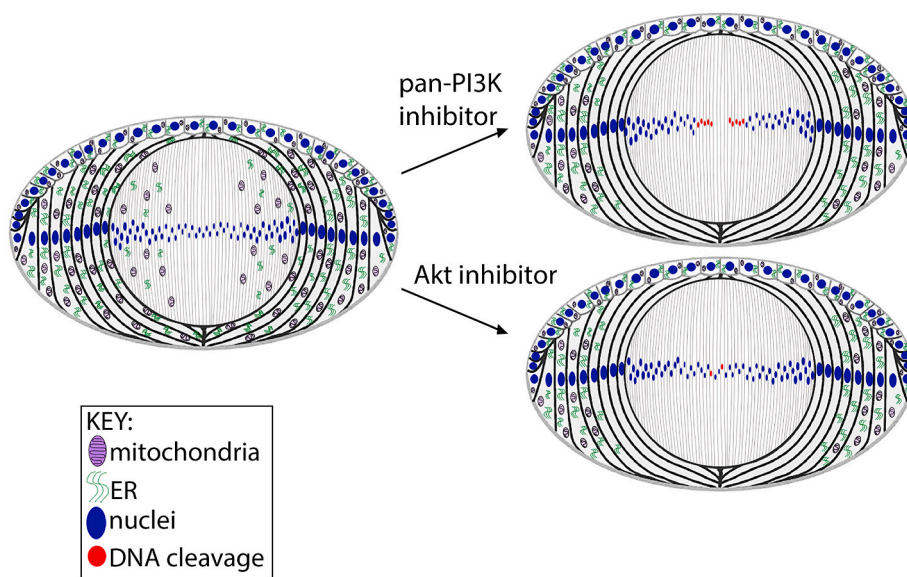 pan-PI3K
inhibitor
Akt inhibitor
KEY:
mitochondria
ER
nuclei
DNA cleavage